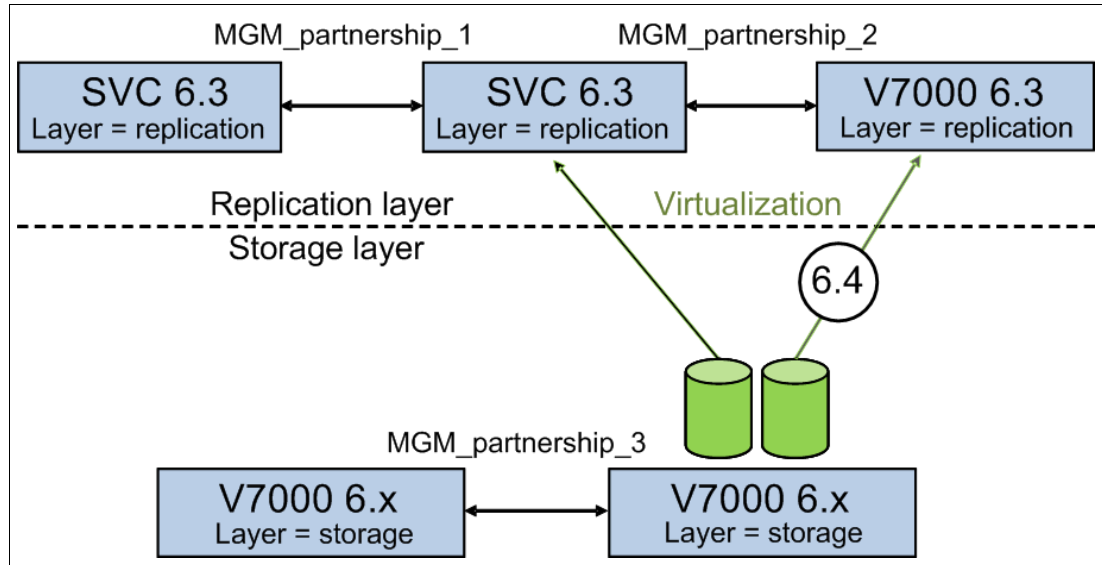 MGM_partnership_1
MGM_partnership_2
SVC 6.3
Layer = replication
SVC 6.3
Layer = replication
V7000 6.3
Layer = replication
Replication layer
Virtualization
Storage layer
6.4
MGM_partnership_3
V7000 6.x
Layer = storage
V7000 6.x
Layer = storage